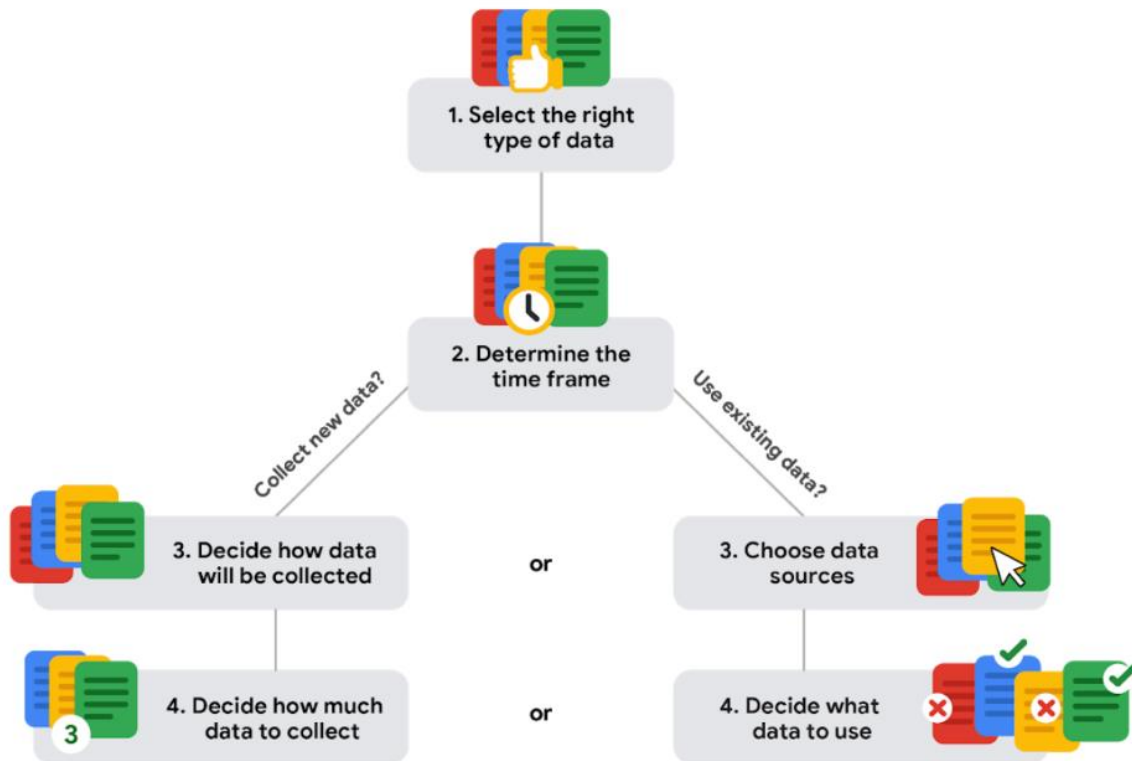 1. Select the right
type of data
2. Determine the
time frame
Collect new data?
Use existing data?
3. Decide how data
will be collected
or
3. Choose data
sources
4. Decide how much
data to collect
3
or
4. Decide what
data to use